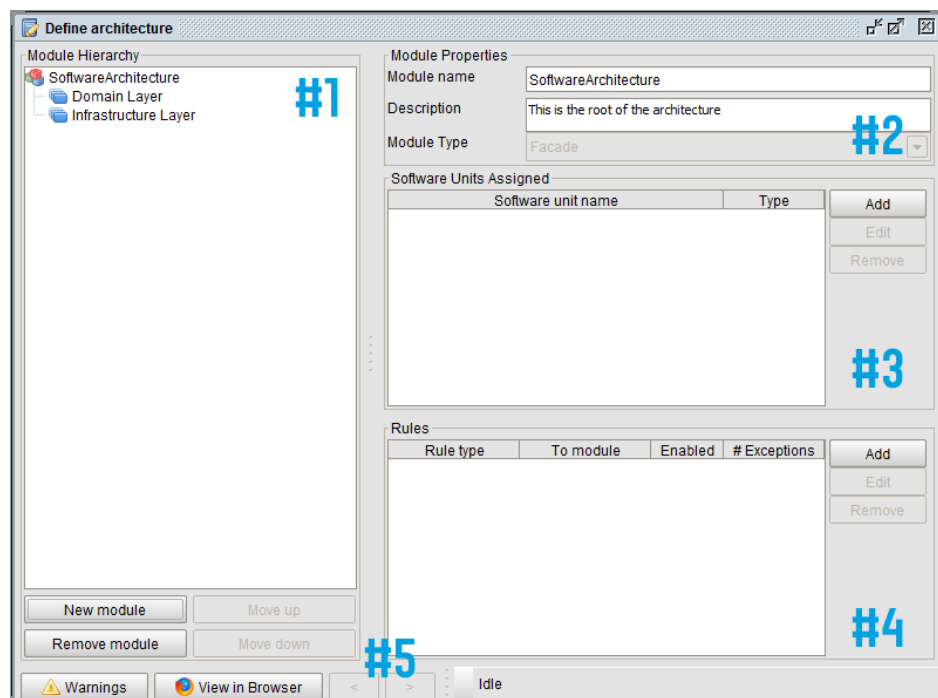 Define architecture
Module Hierarchy
SoftwareArchitecture
Domain Layer
Infrastructure Layer
#1
New module
Move up
Remove module
Move down
Module Properties
Module name
SoftwareArchitecture
Description
This is the root of the architecture
Module Type
Facade
#2
Software Units Assigned
Software unit name Type
Add
Edit
Remove
#3
Rules
Rule type To module Enabled # Exceptions
Add
Edit
Remove
#4
#5
Warnings View in Browser < > Idle